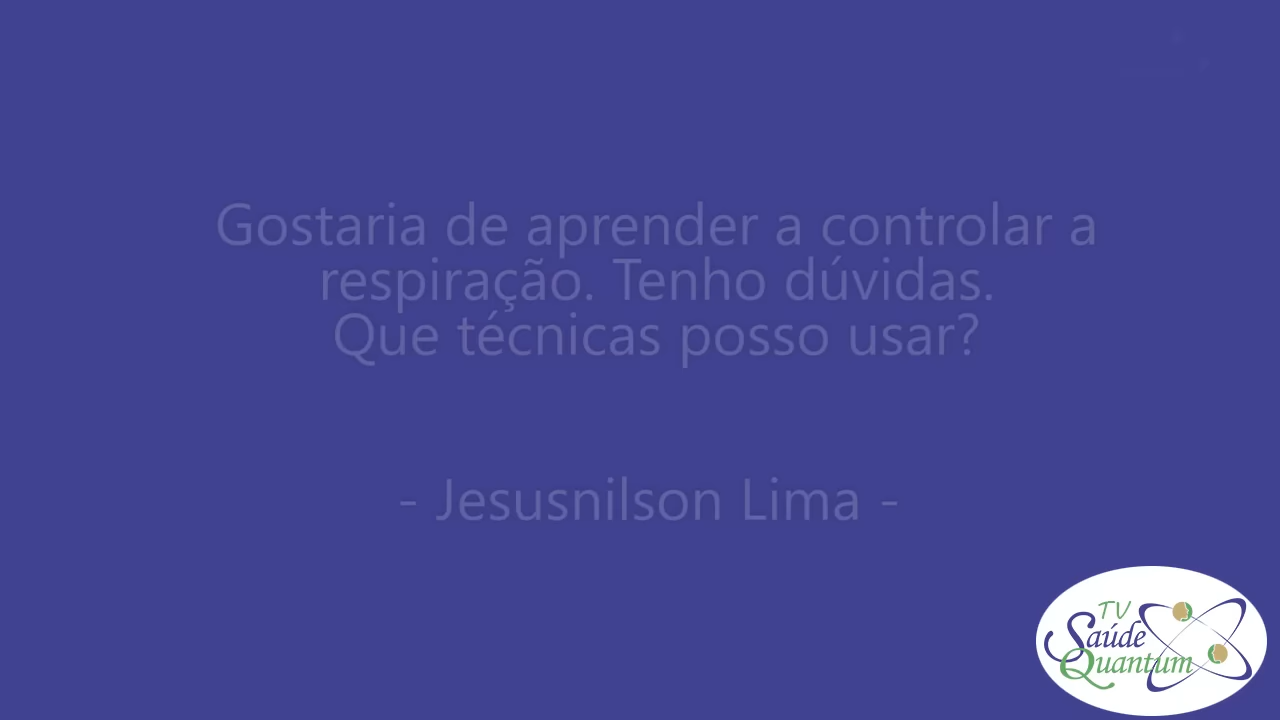 Gostaria de aprender a controlar a
respiração. Tenho dúvidas.
Que técnicas posso usar?
- Jesusnilson Lima -
TV
Saúde
Quantum